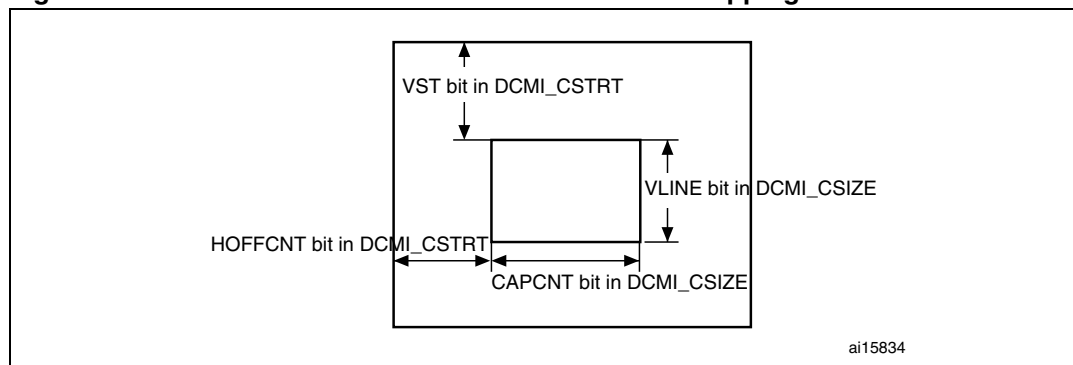 VST bit in DCMI_CSTRT
VLINE bit in DCMI_CSIZE
HOFFCNT bit in DCMI_CSTRT
CAPCNT bit in DCMI_CSIZE
ai15834